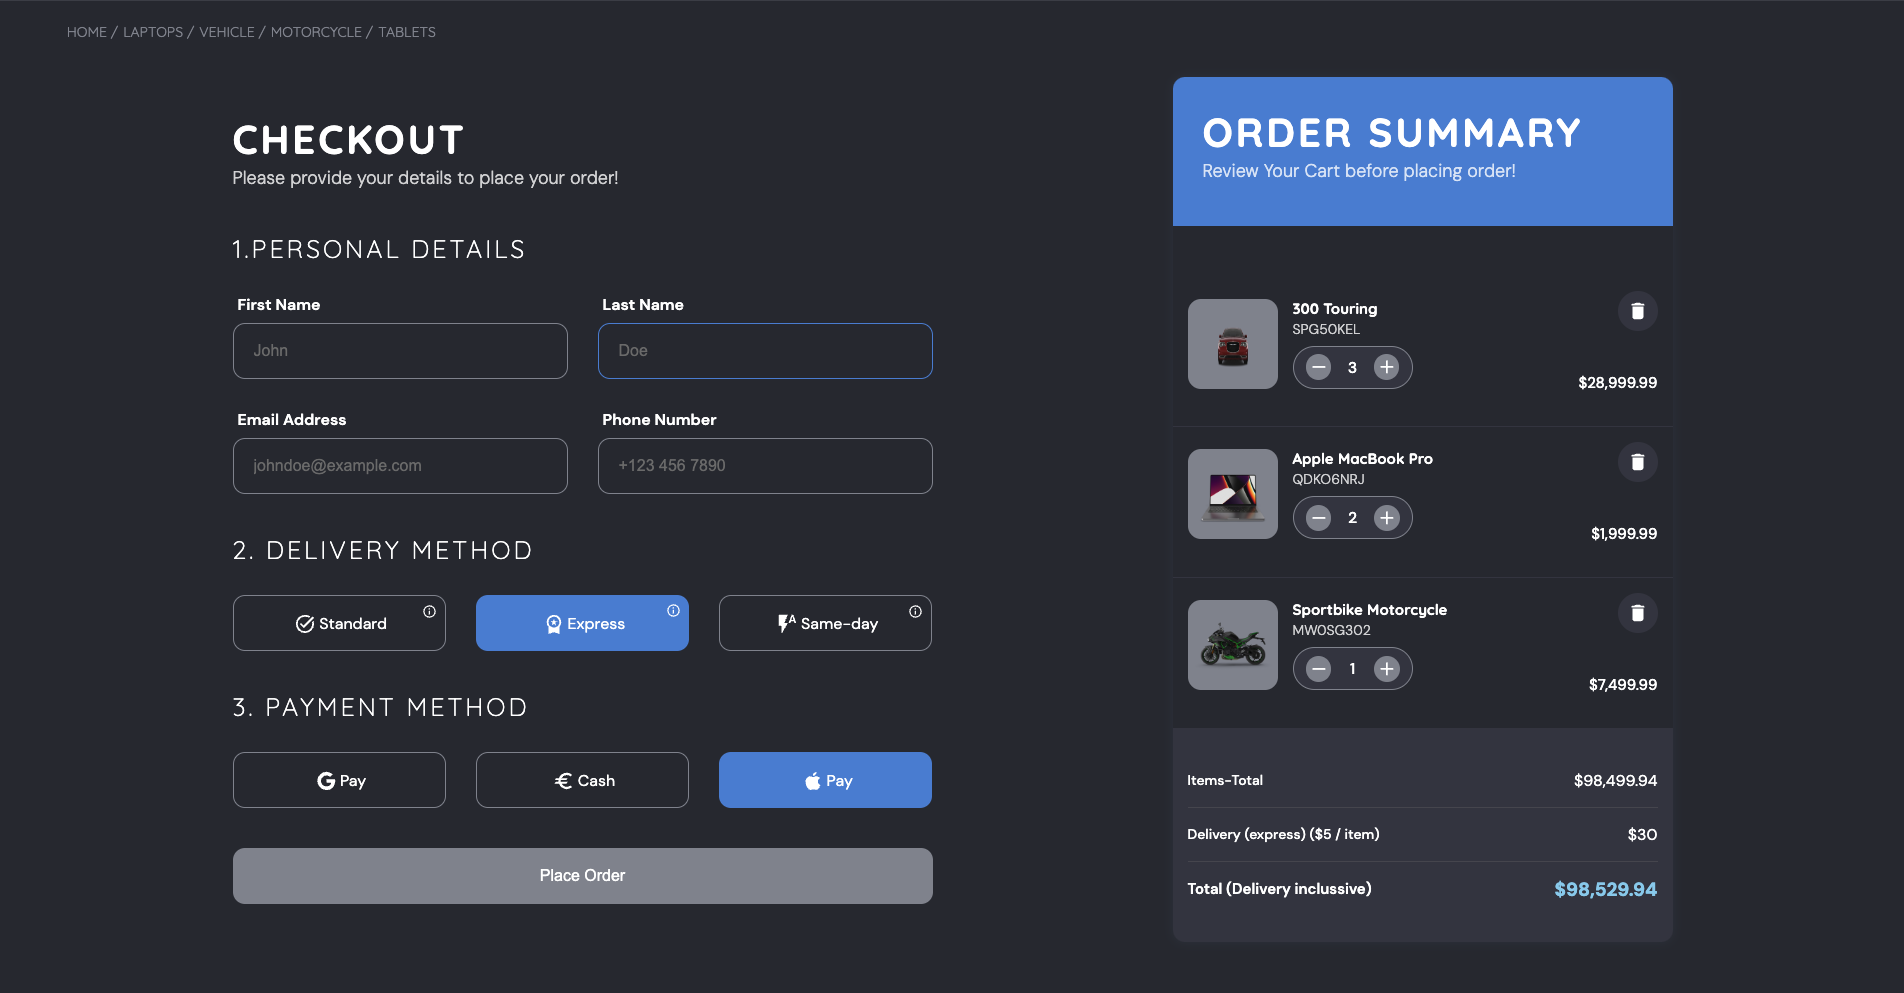 HOME / LAPTOPS / VEHICLE / MOTORCYCLE / TABLETS
CHECKOUT
Please provide your details to place your order!
1.PERSONAL DETAILS
First Name
Last Name
John
Doe
Email Address
Phone Number
johndoe@example.com
+123 456 7890
2. DELIVERY METHOD
Standard
Express
Same-day
3. PAYMENT METHOD
G Pay
Cash
Pay
Place Order
ORDER SUMMARY
Review Your Cart before placing order!
300 Touring
SPG50KEL
3
$28,999.99
Apple MacBook Pro
QDKO6NRJ
2
$1,999.99
Sportbike Motorcycle
MW0SG302
1
$7,499.99
Items-Total
$98,499.94
Delivery (express) ($5 / item)
$30
Total (Delivery inclussive)
$98,529.94